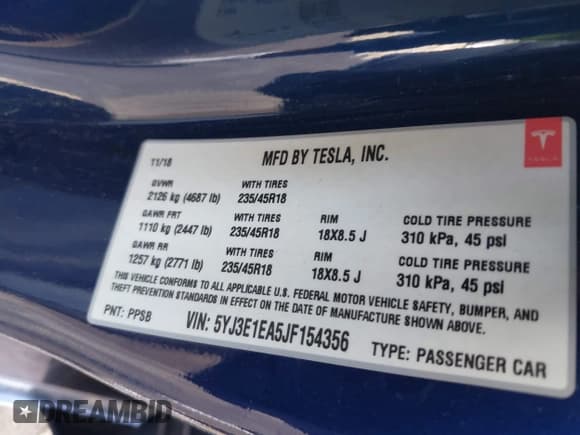 MFD BY TESLA, INC.
TESLA
11/18
GVWR WITH TIRES
2126 kg (4687 lb) 235/45R18
GAWR FRT WITH TIRES RIM COLD TIRE PRESSURE
1110 kg (2447 lb) 235/45R18 18X8.5 J 310 kPa, 45 psi
GAWR RR WITH TIRES RIM COLD TIRE PRESSURE
1257 kg (2771 lb) 235/45R18 18X8.5 J 310 kPa, 45 psi
THIS VEHICLE CONFORMS TO ALL APPLICABLE U.S. FEDERAL MOTOR VEHICLE SAFETY, BUMPER, AND
THEFT PREVENTION STANDARDS IN EFFECT ON THE DATE OF MANUFACTURE SHOWN ABOVE.
PNT: PPSB VIN: 5YJ3E1EA5JF154356 TYPE: PASSENGER CAR
DREAMBID